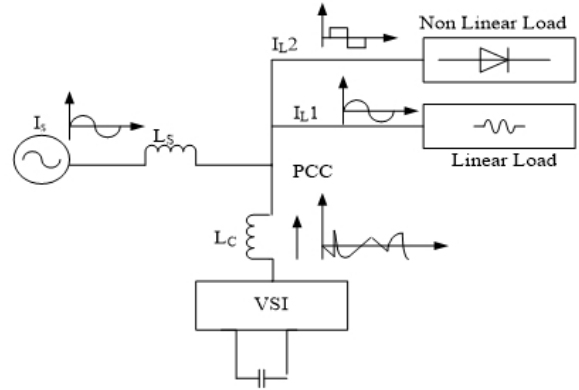 Non Linear Load
I_L2
I_s
L_S
I_L1
Linear Load
PCC
L_C
VSI